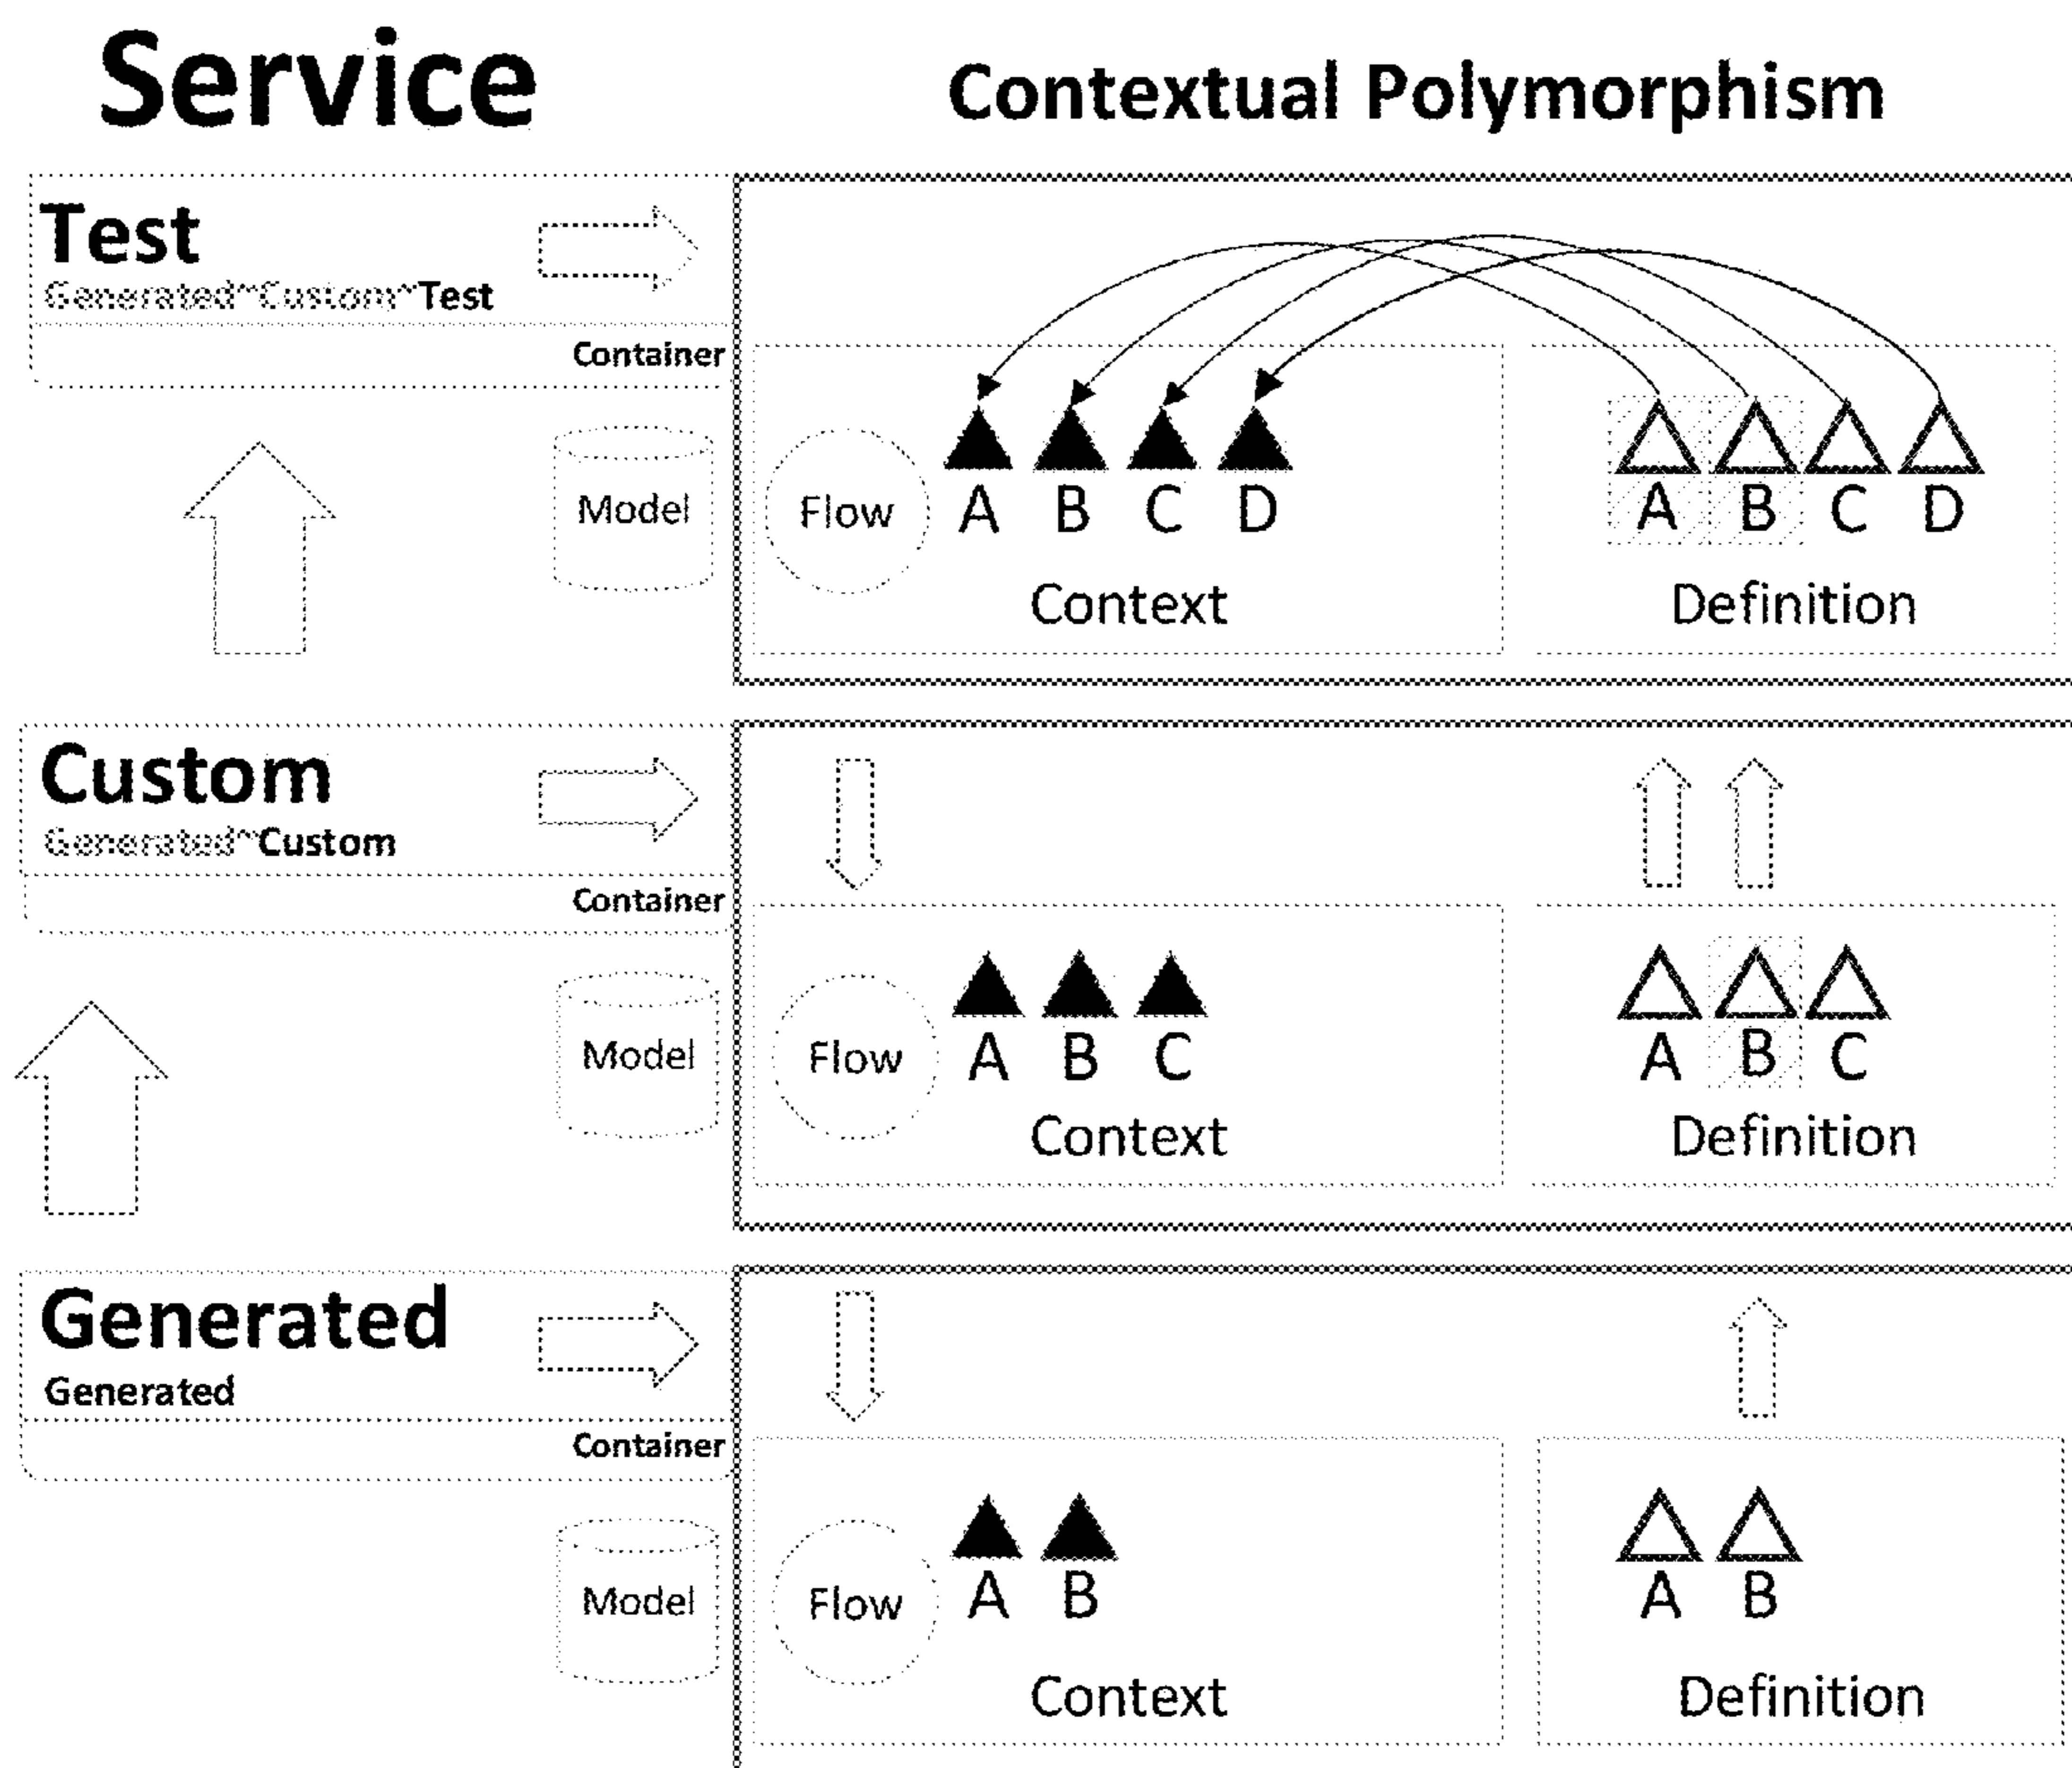 Service
Contextual Polymorphism
Test
Generated~Custom~Test
Container
Model
Flow
A B C D
Context
A B C D
Definition
Custom
Generated~Custom
Container
Model
Flow
A B C
Context
A B C
Definition
Generated
Generated
Container
Model
Flow
A B
Context
A B
Definition